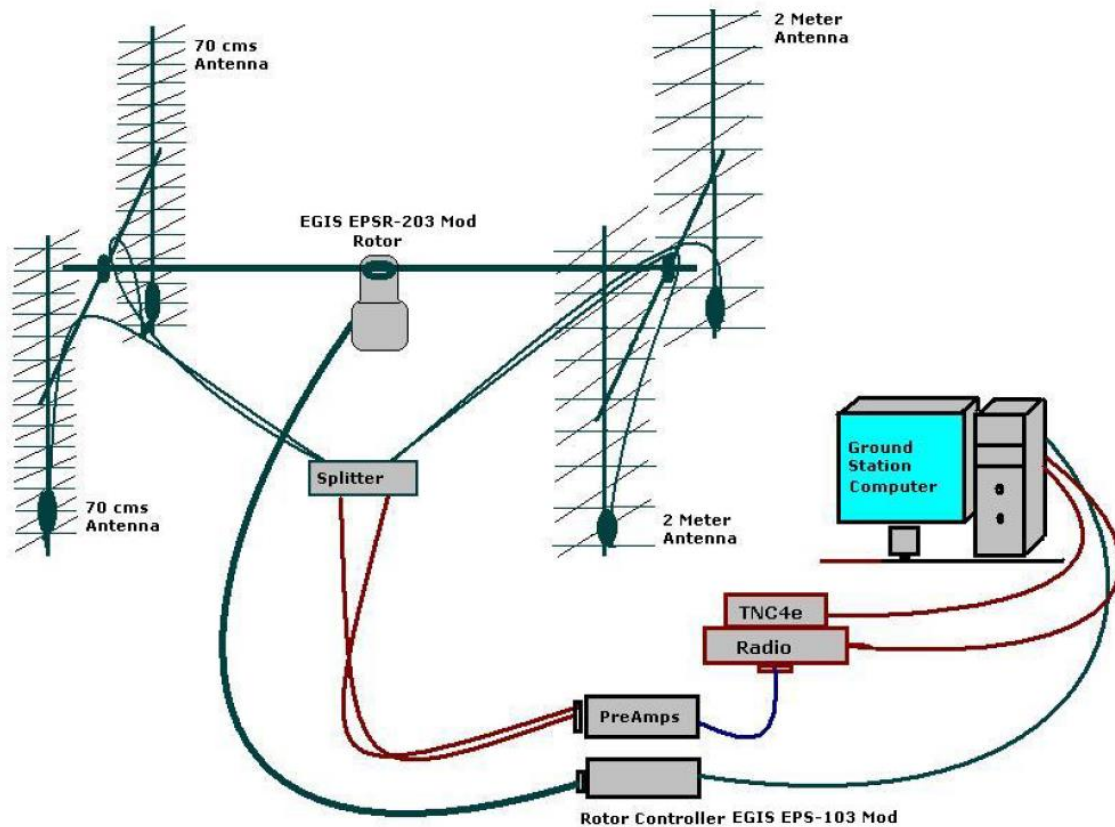 2 Meter
Antenna
70 cms
Antenna
EGIS EPSR-203 Mod
Rotor
Ground
Station
Computer
Splitter
70 cms
Antenna
2 Meter
Antenna
TNC4e
Radio
PreAmps
Rotor Controller EGIS EPS-103 Mod